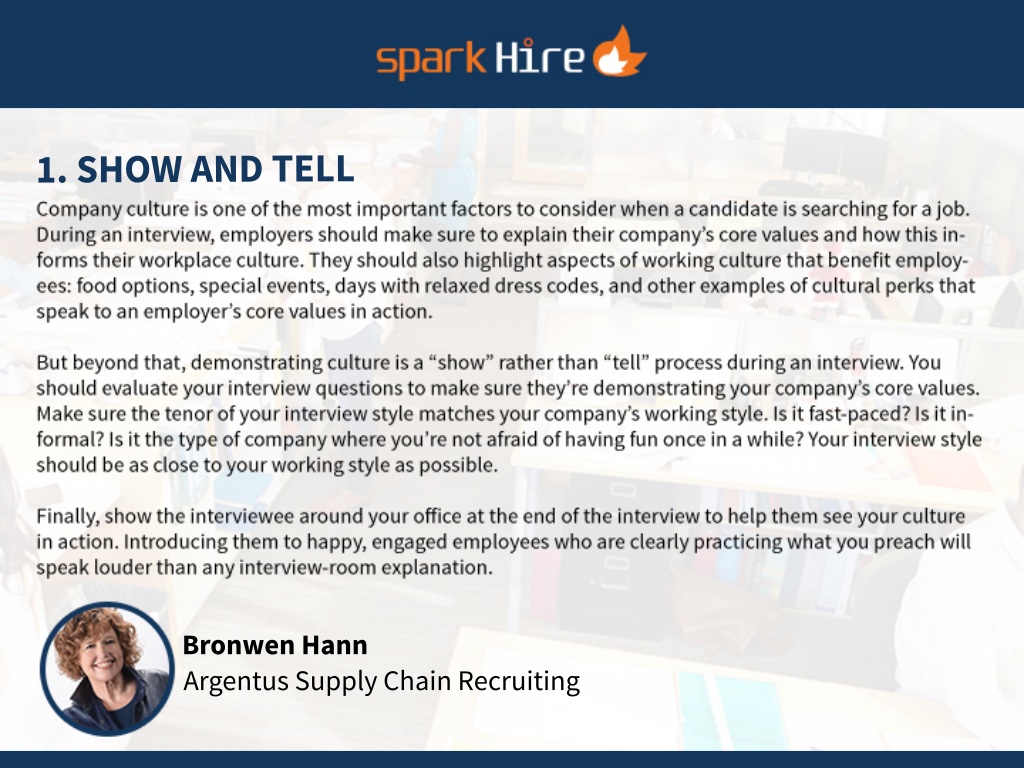 spark Hire
1. SHOW AND TELL
Company culture is one of the most important factors to consider when a candidate is searching for a job.
During an interview, employers should make sure to explain their company’s core values and how this in-
forms their workplace culture. They should also highlight aspects of working culture that benefit employ-
ees: food options, special events, days with relaxed dress codes, and other examples of cultural perks that
speak to an employer’s core values in action.
But beyond that, demonstrating culture is a “show” rather than “tell” process during an interview. You
should evaluate your interview questions to make sure they’re demonstrating your company’s core values.
Make sure the tenor of your interview style matches your company’s working style. Is it fast-paced? Is it in-
formal? Is it the type of company where you’re not afraid of having fun once in a while? Your interview style
should be as close to your working style as possible.
Finally, show the interviewee around your office at the end of the interview to help them see your culture
in action. Introducing them to happy, engaged employees who are clearly practicing what you preach will
speak louder than any interview-room explanation.
Bronwen Hann
Argentus Supply Chain Recruiting